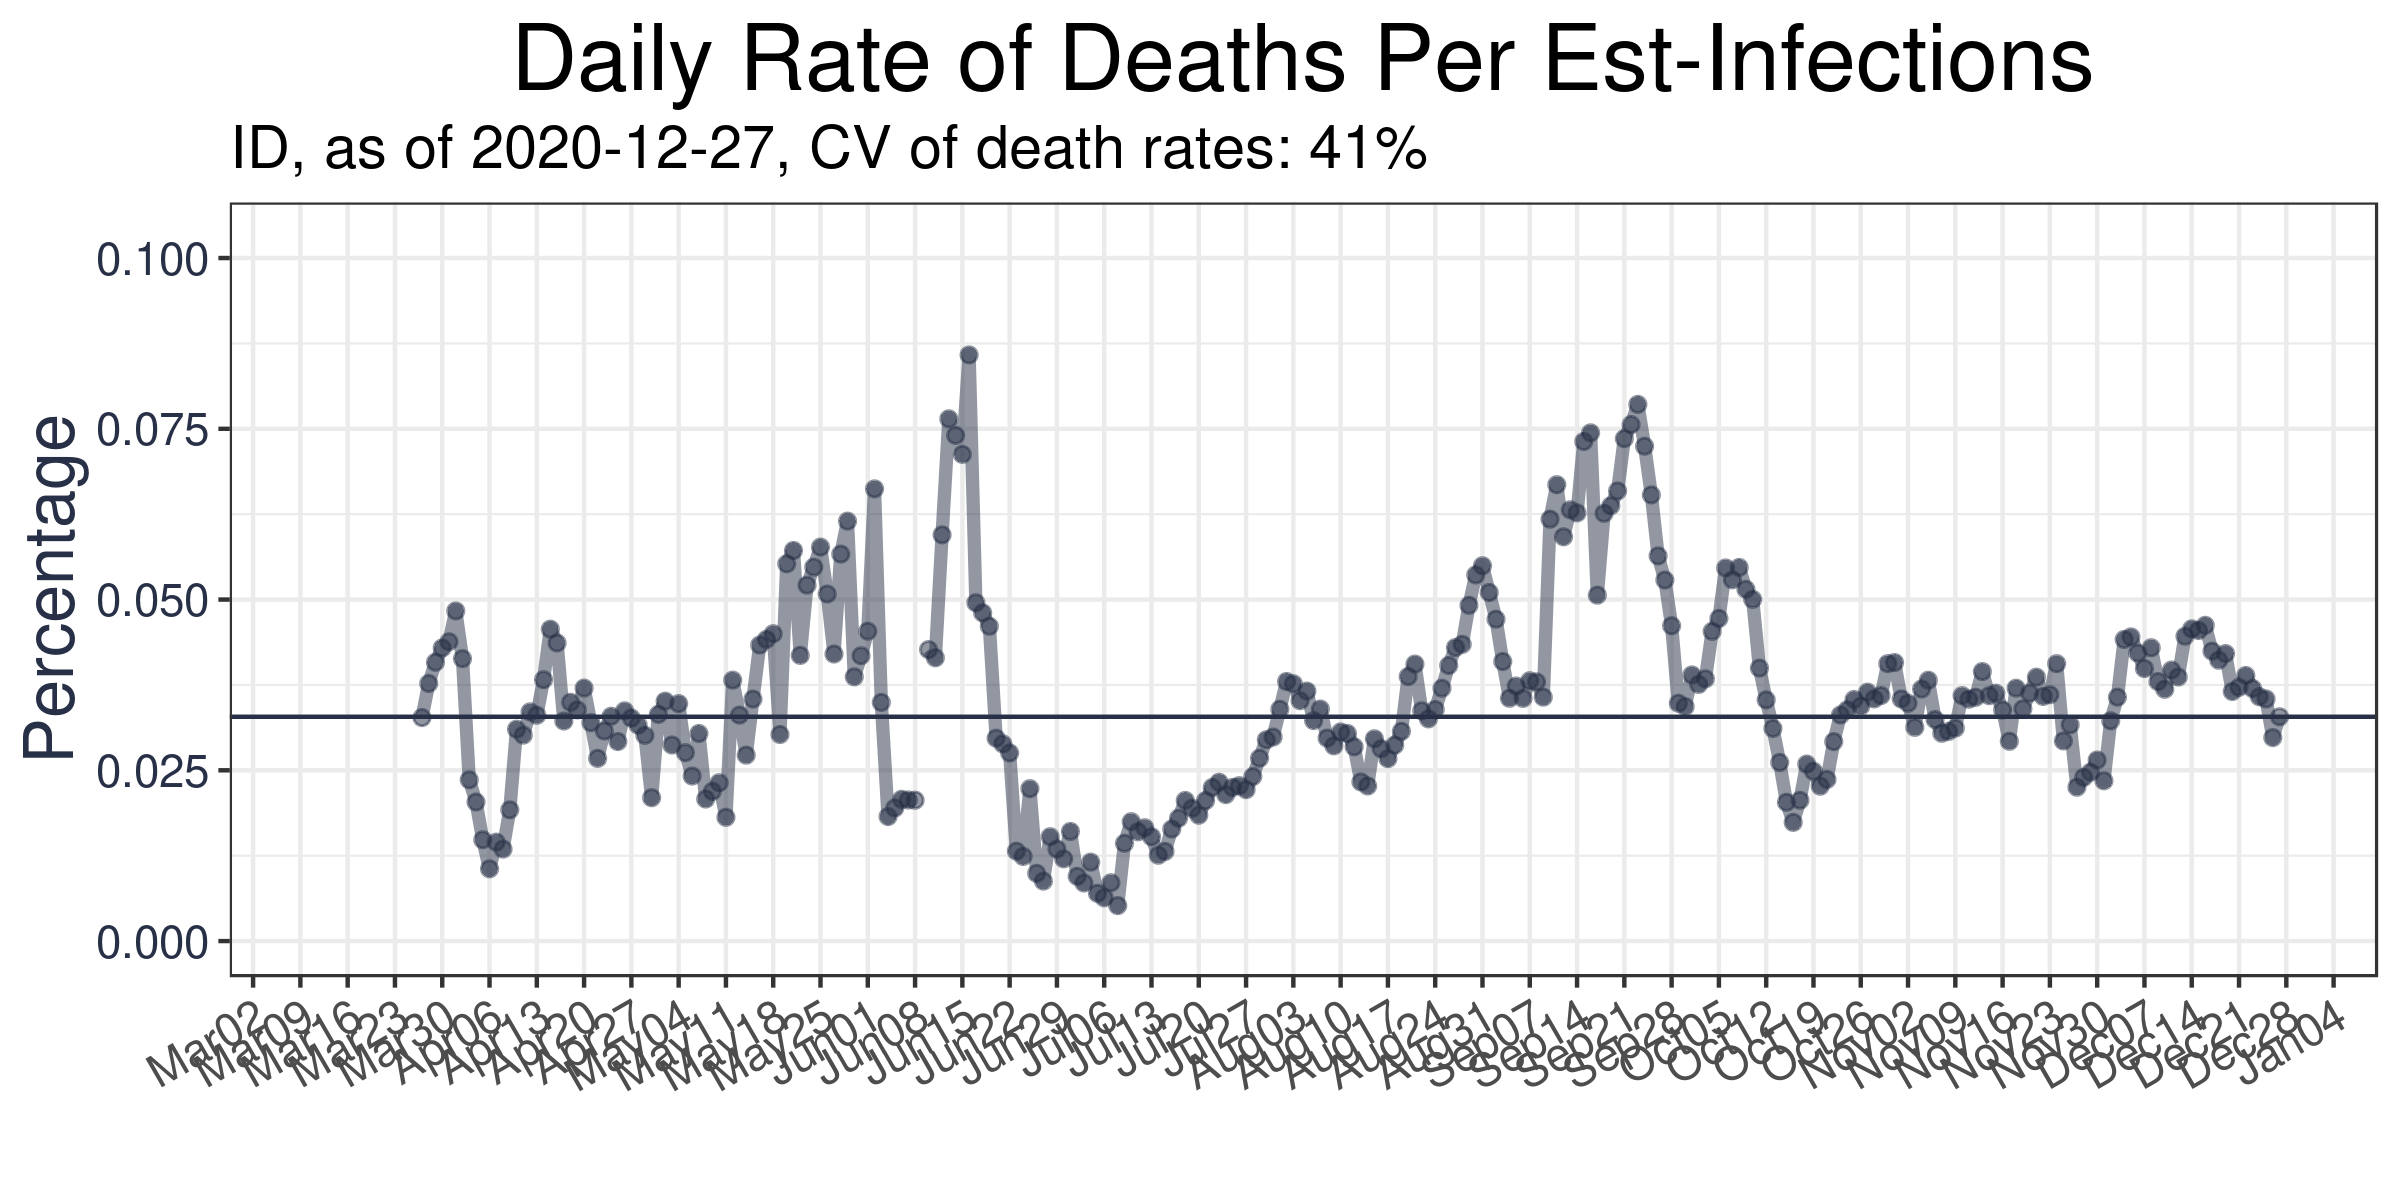 Daily Rate of Deaths Per Est-Infections
ID, as of 2020-12-27, CV of death rates: 41%
Percentage
0.100
0.075
0.050
0.025
0.000
Mar02
Mar09
Mar16
Mar23
Mar30
Apr06
Apr13
Apr20
Apr27
May04
May11
May18
May25
Jun01
Jun08
Jun15
Jun22
Jun29
Jul06
Jul13
Jul20
Jul27
Aug03
Aug10
Aug17
Aug24
Aug31
Sep07
Sep14
Sep21
Sep28
Oct05
Oct12
Oct19
Oct26
Nov02
Nov09
Nov16
Nov23
Nov30
Dec07
Dec14
Dec21
Dec28
Jan04